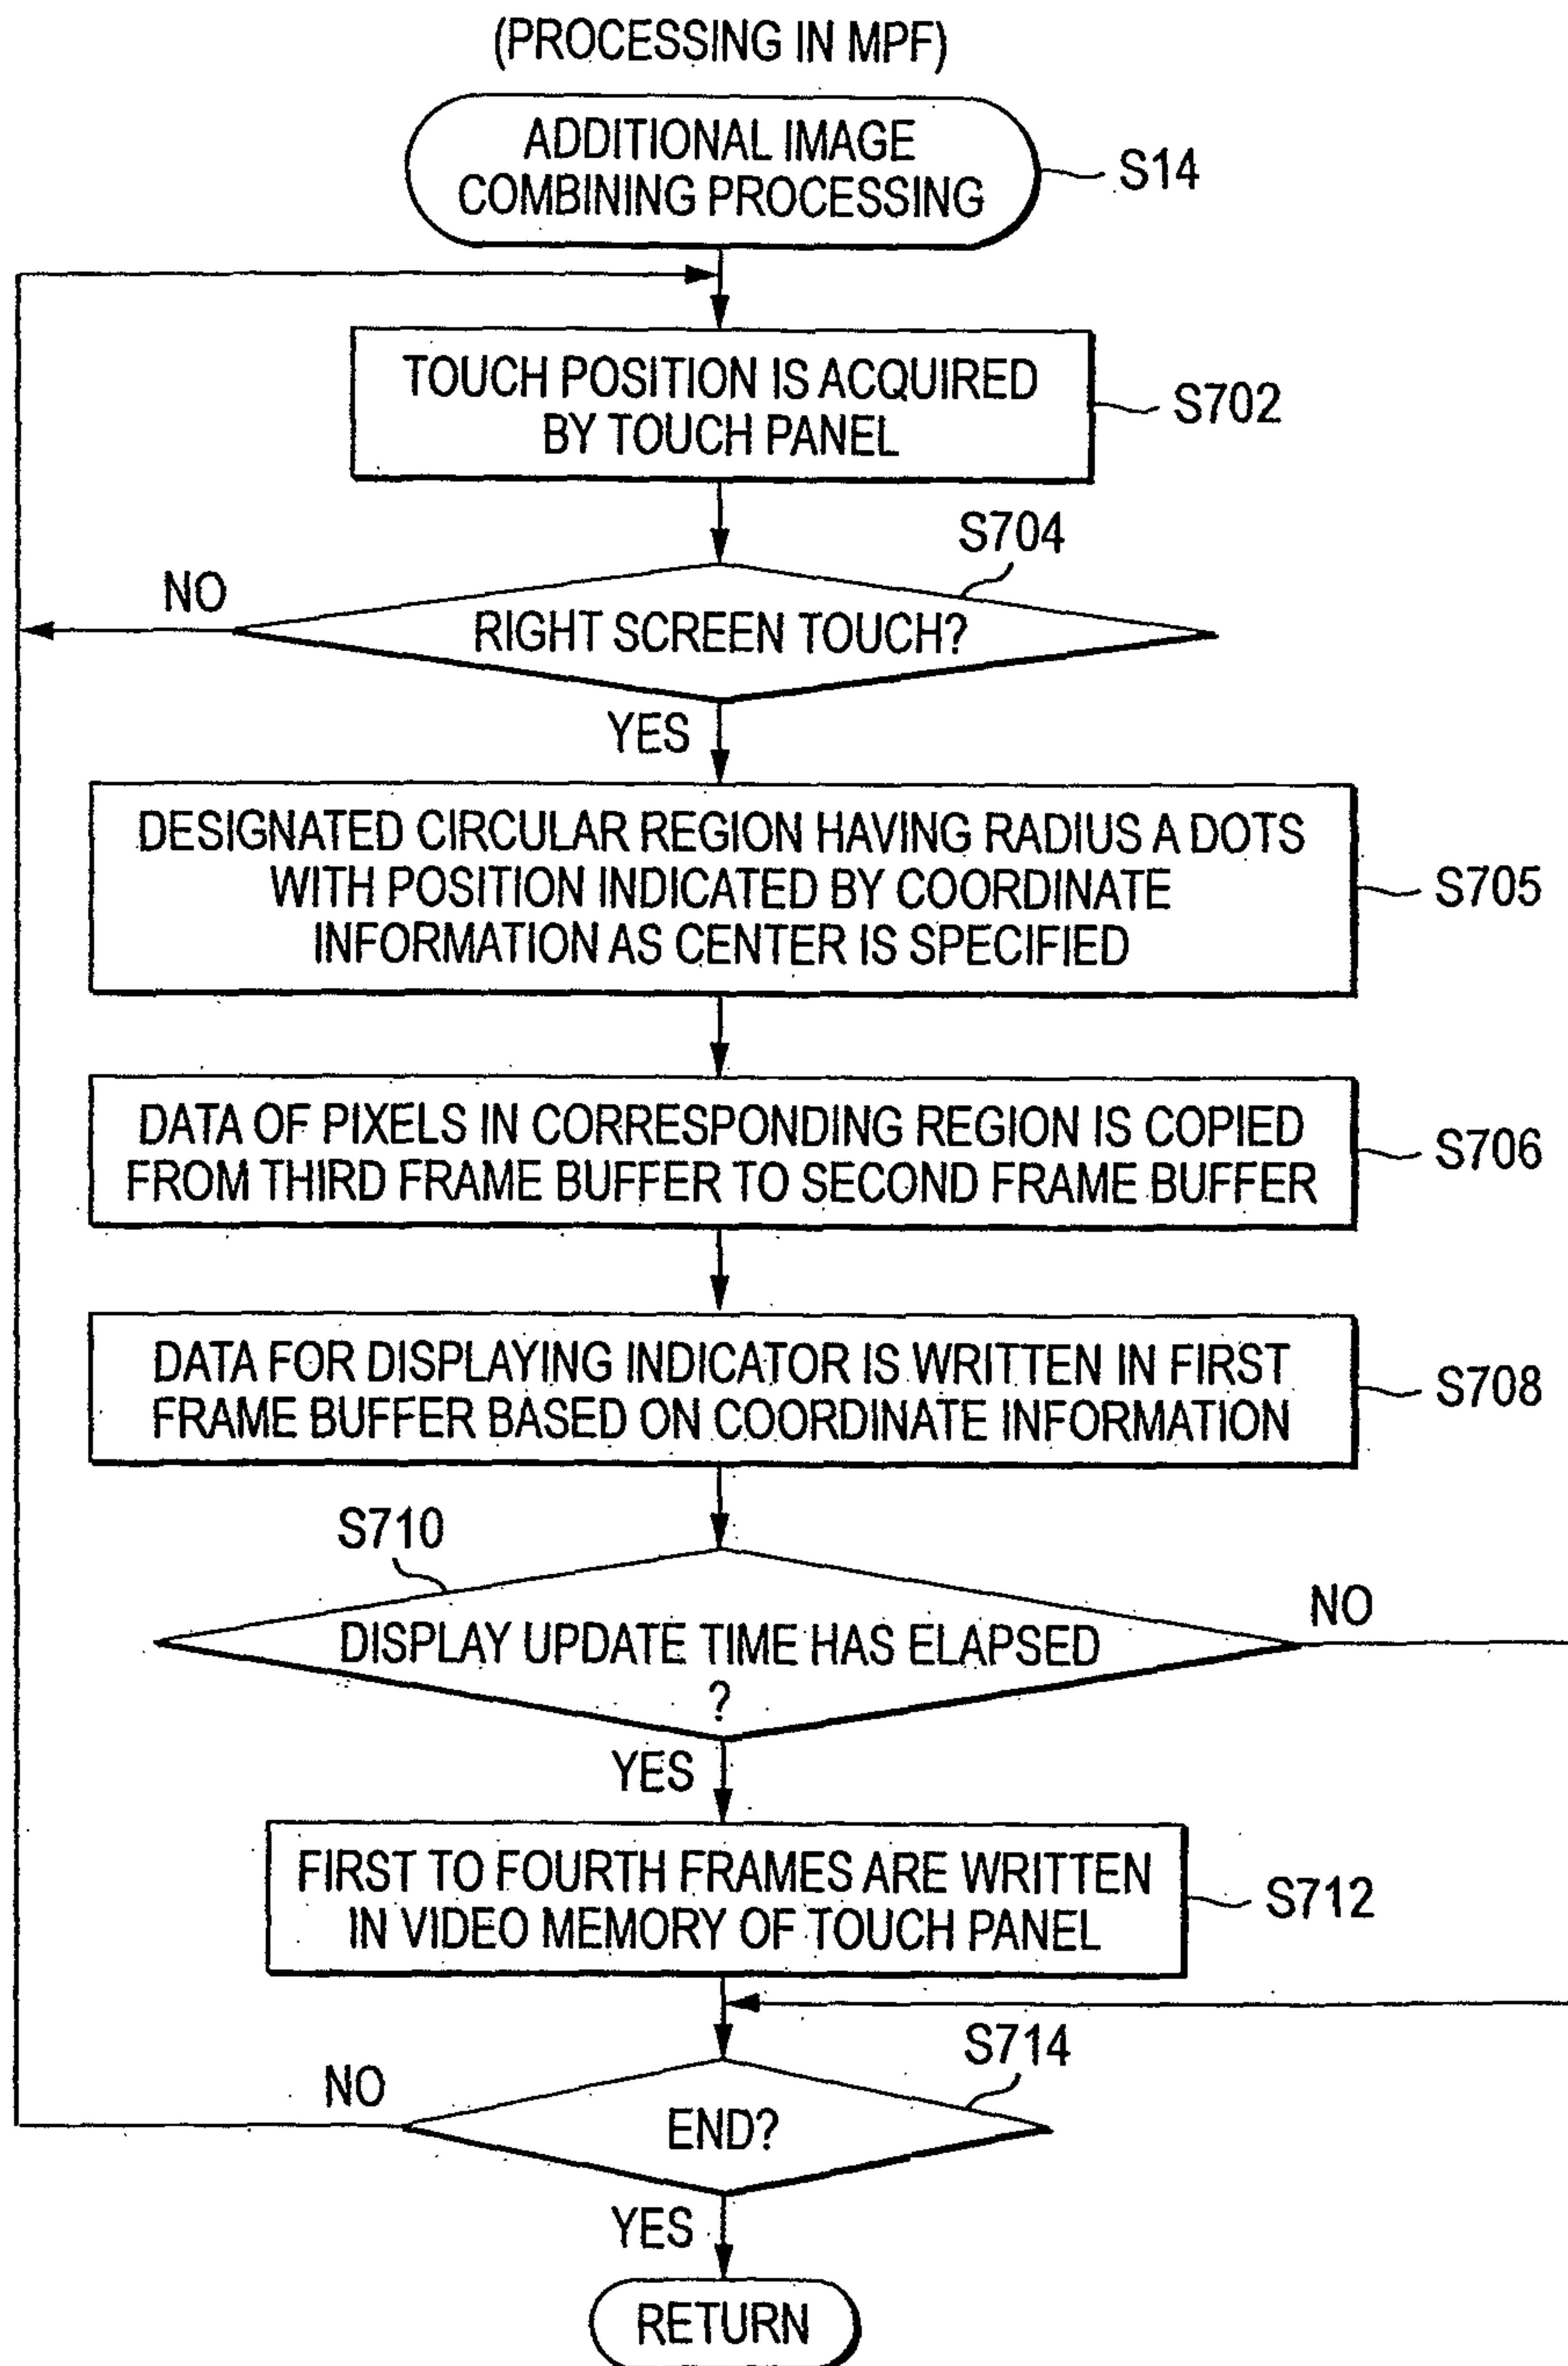 (PROCESSING IN MPF)
ADDITIONAL IMAGE
COMBINING PROCESSING
S14
TOUCH POSITION IS ACQUIRED
BY TOUCH PANEL
S702
S704
NO
RIGHT SCREEN TOUCH?
YES
DESIGNATED CIRCULAR REGION HAVING RADIUS A DOTS
WITH POSITION INDICATED BY COORDINATE
INFORMATION AS CENTER IS SPECIFIED
S705
DATA OF PIXELS IN CORRESPONDING REGION IS COPIED
FROM THIRD FRAME BUFFER TO SECOND FRAME BUFFER
S706
DATA FOR DISPLAYING INDICATOR IS WRITTEN IN FIRST
FRAME BUFFER BASED ON COORDINATE INFORMATION
S708
S710
NO
DISPLAY UPDATE TIME HAS ELAPSED
?
YES
FIRST TO FOURTH FRAMES ARE WRITTEN
IN VIDEO MEMORY OF TOUCH PANEL
S712
S714
NO
END?
YES
RETURN